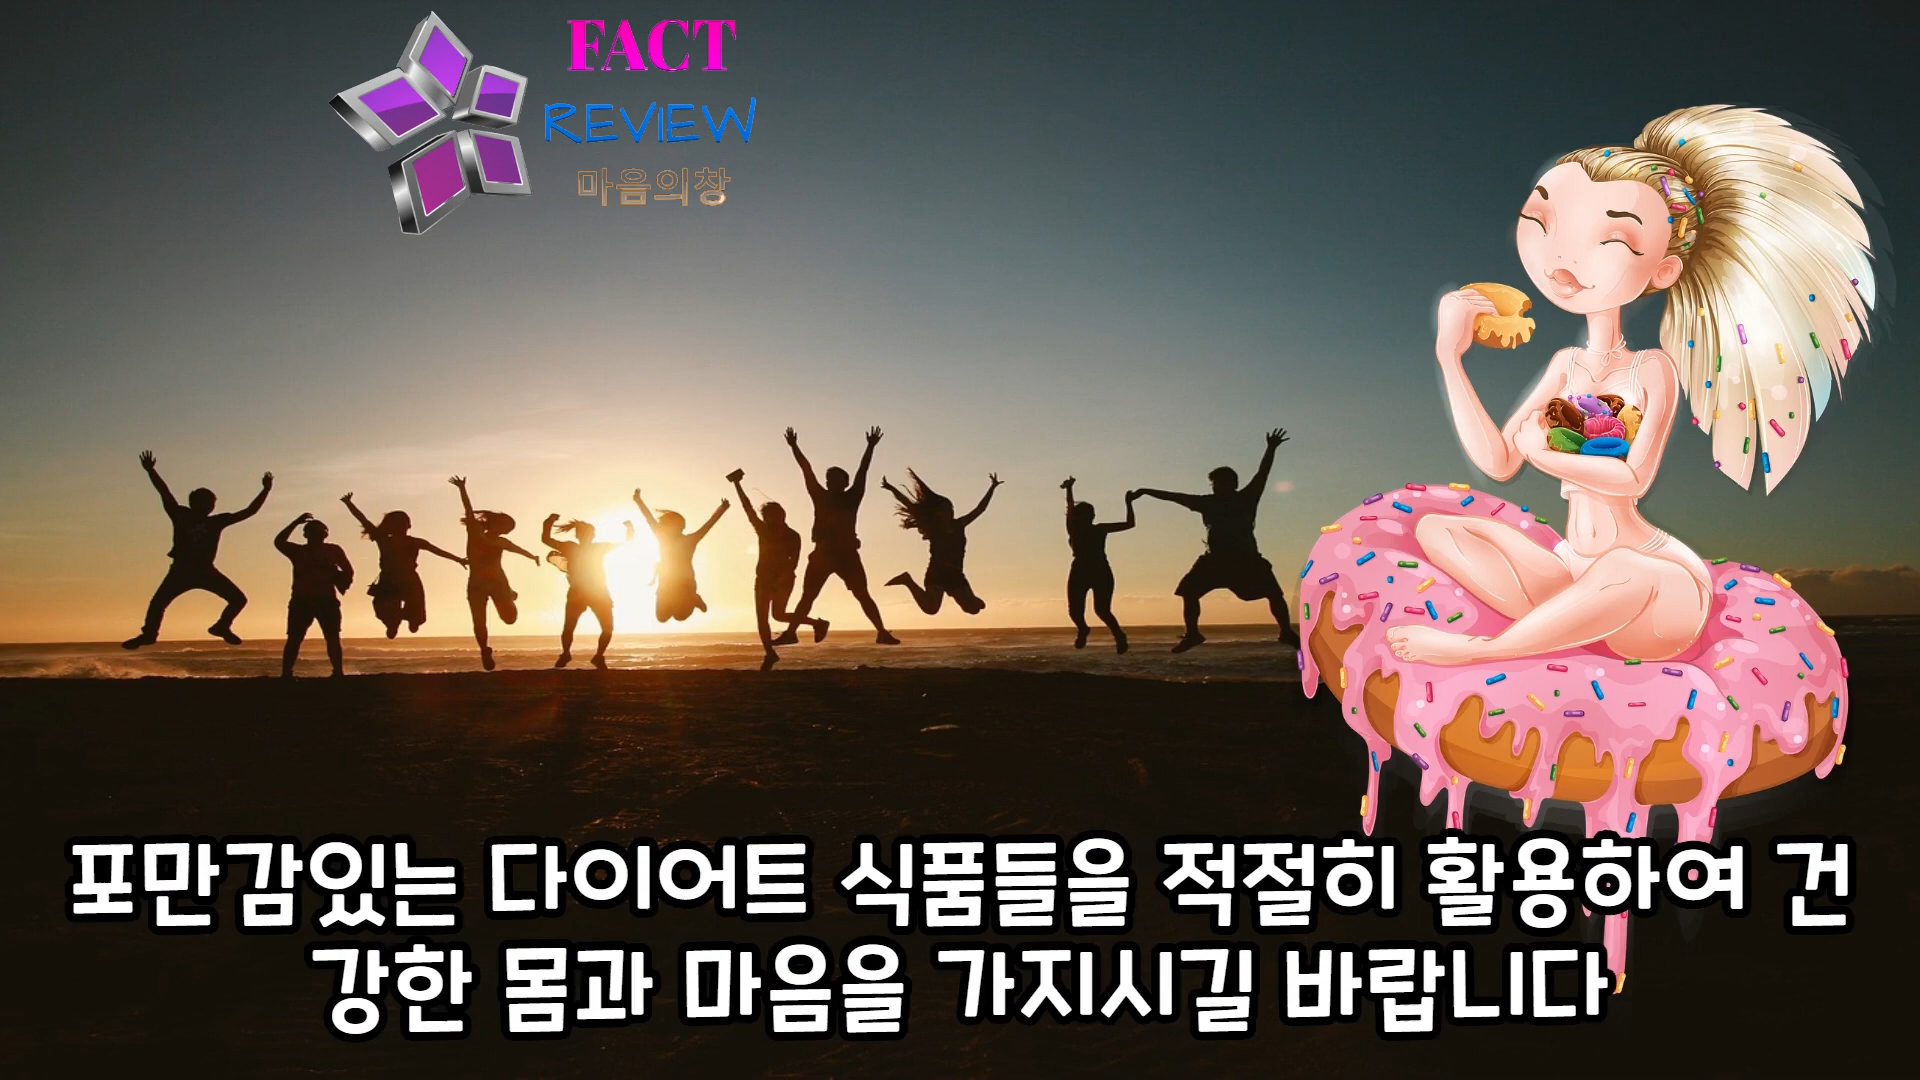 FACT
REVIEW
마음의창
포만감있는 다이어트 식품들을 적절히 활용하여 건
강한 몸과 마음을 가지시길 바랍니다